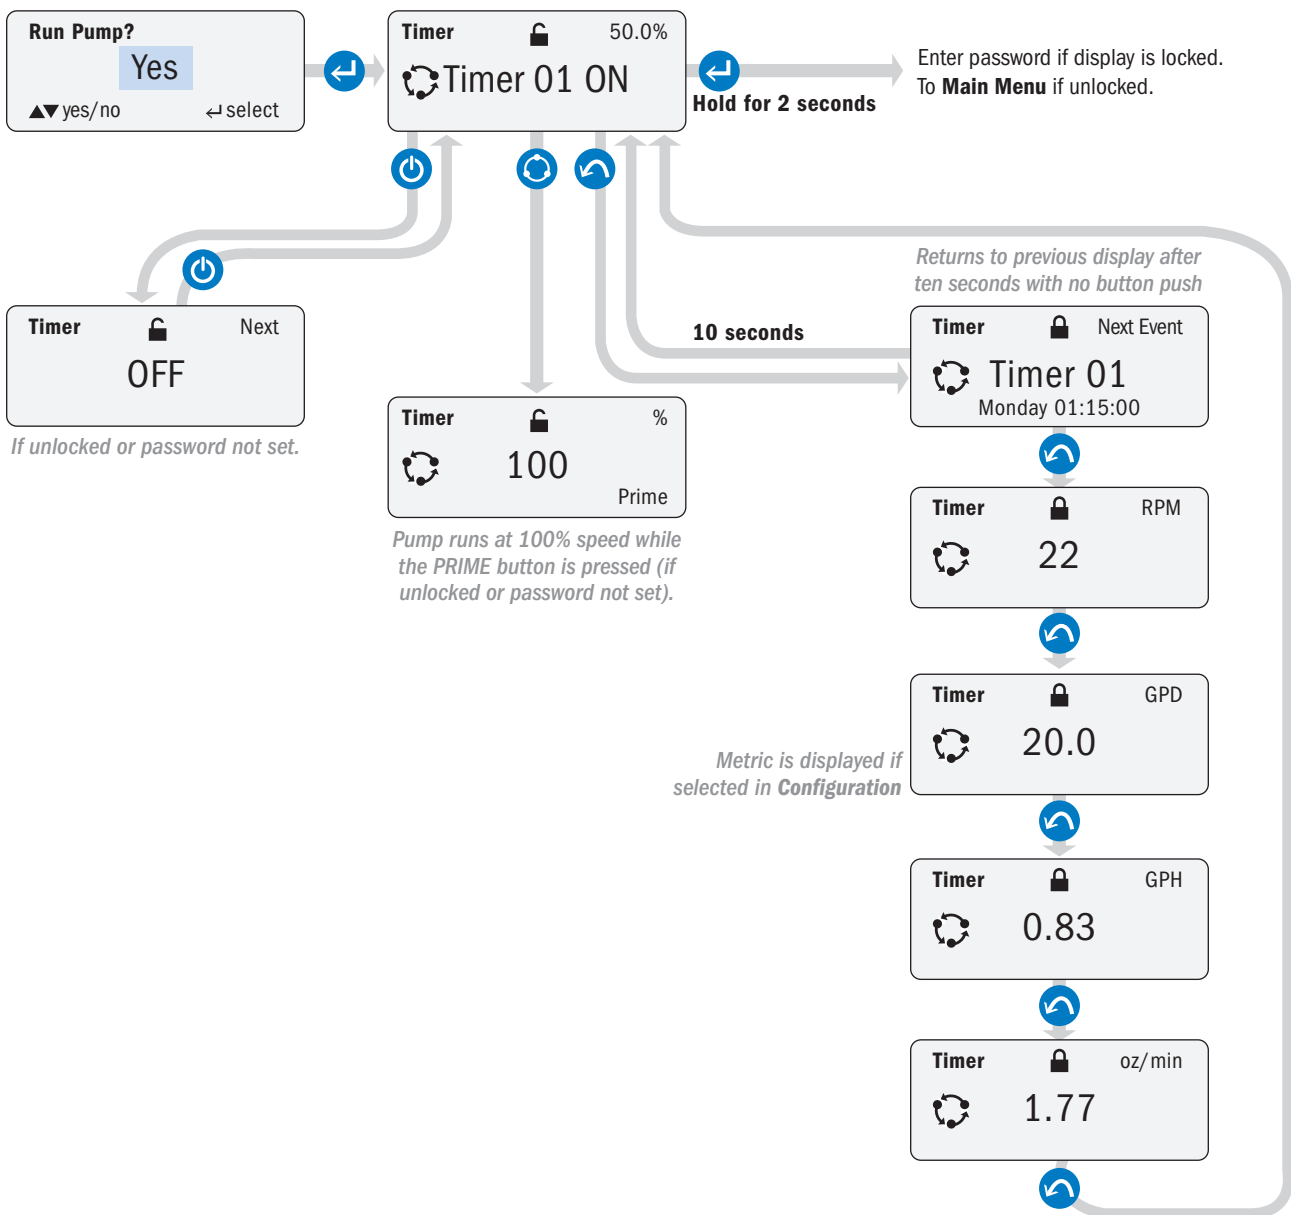 Run Pump?
Yes
▲▼ yes/no ↵ select
Timer 50.0%
Timer 01 ON
Hold for 2 seconds
Enter password if display is locked.
To Main Menu if unlocked.
Timer Next
OFF
If unlocked or password not set.
Timer %
100
Prime
Pump runs at 100% speed while
the PRIME button is pressed (if
unlocked or password not set).
10 seconds
Returns to previous display after
ten seconds with no button push
Timer Next Event
Timer 01
Monday 01:15:00
Timer RPM
22
Timer GPD
20.0
Metric is displayed if
selected in Configuration
Timer GPH
0.83
Timer oz/min
1.77